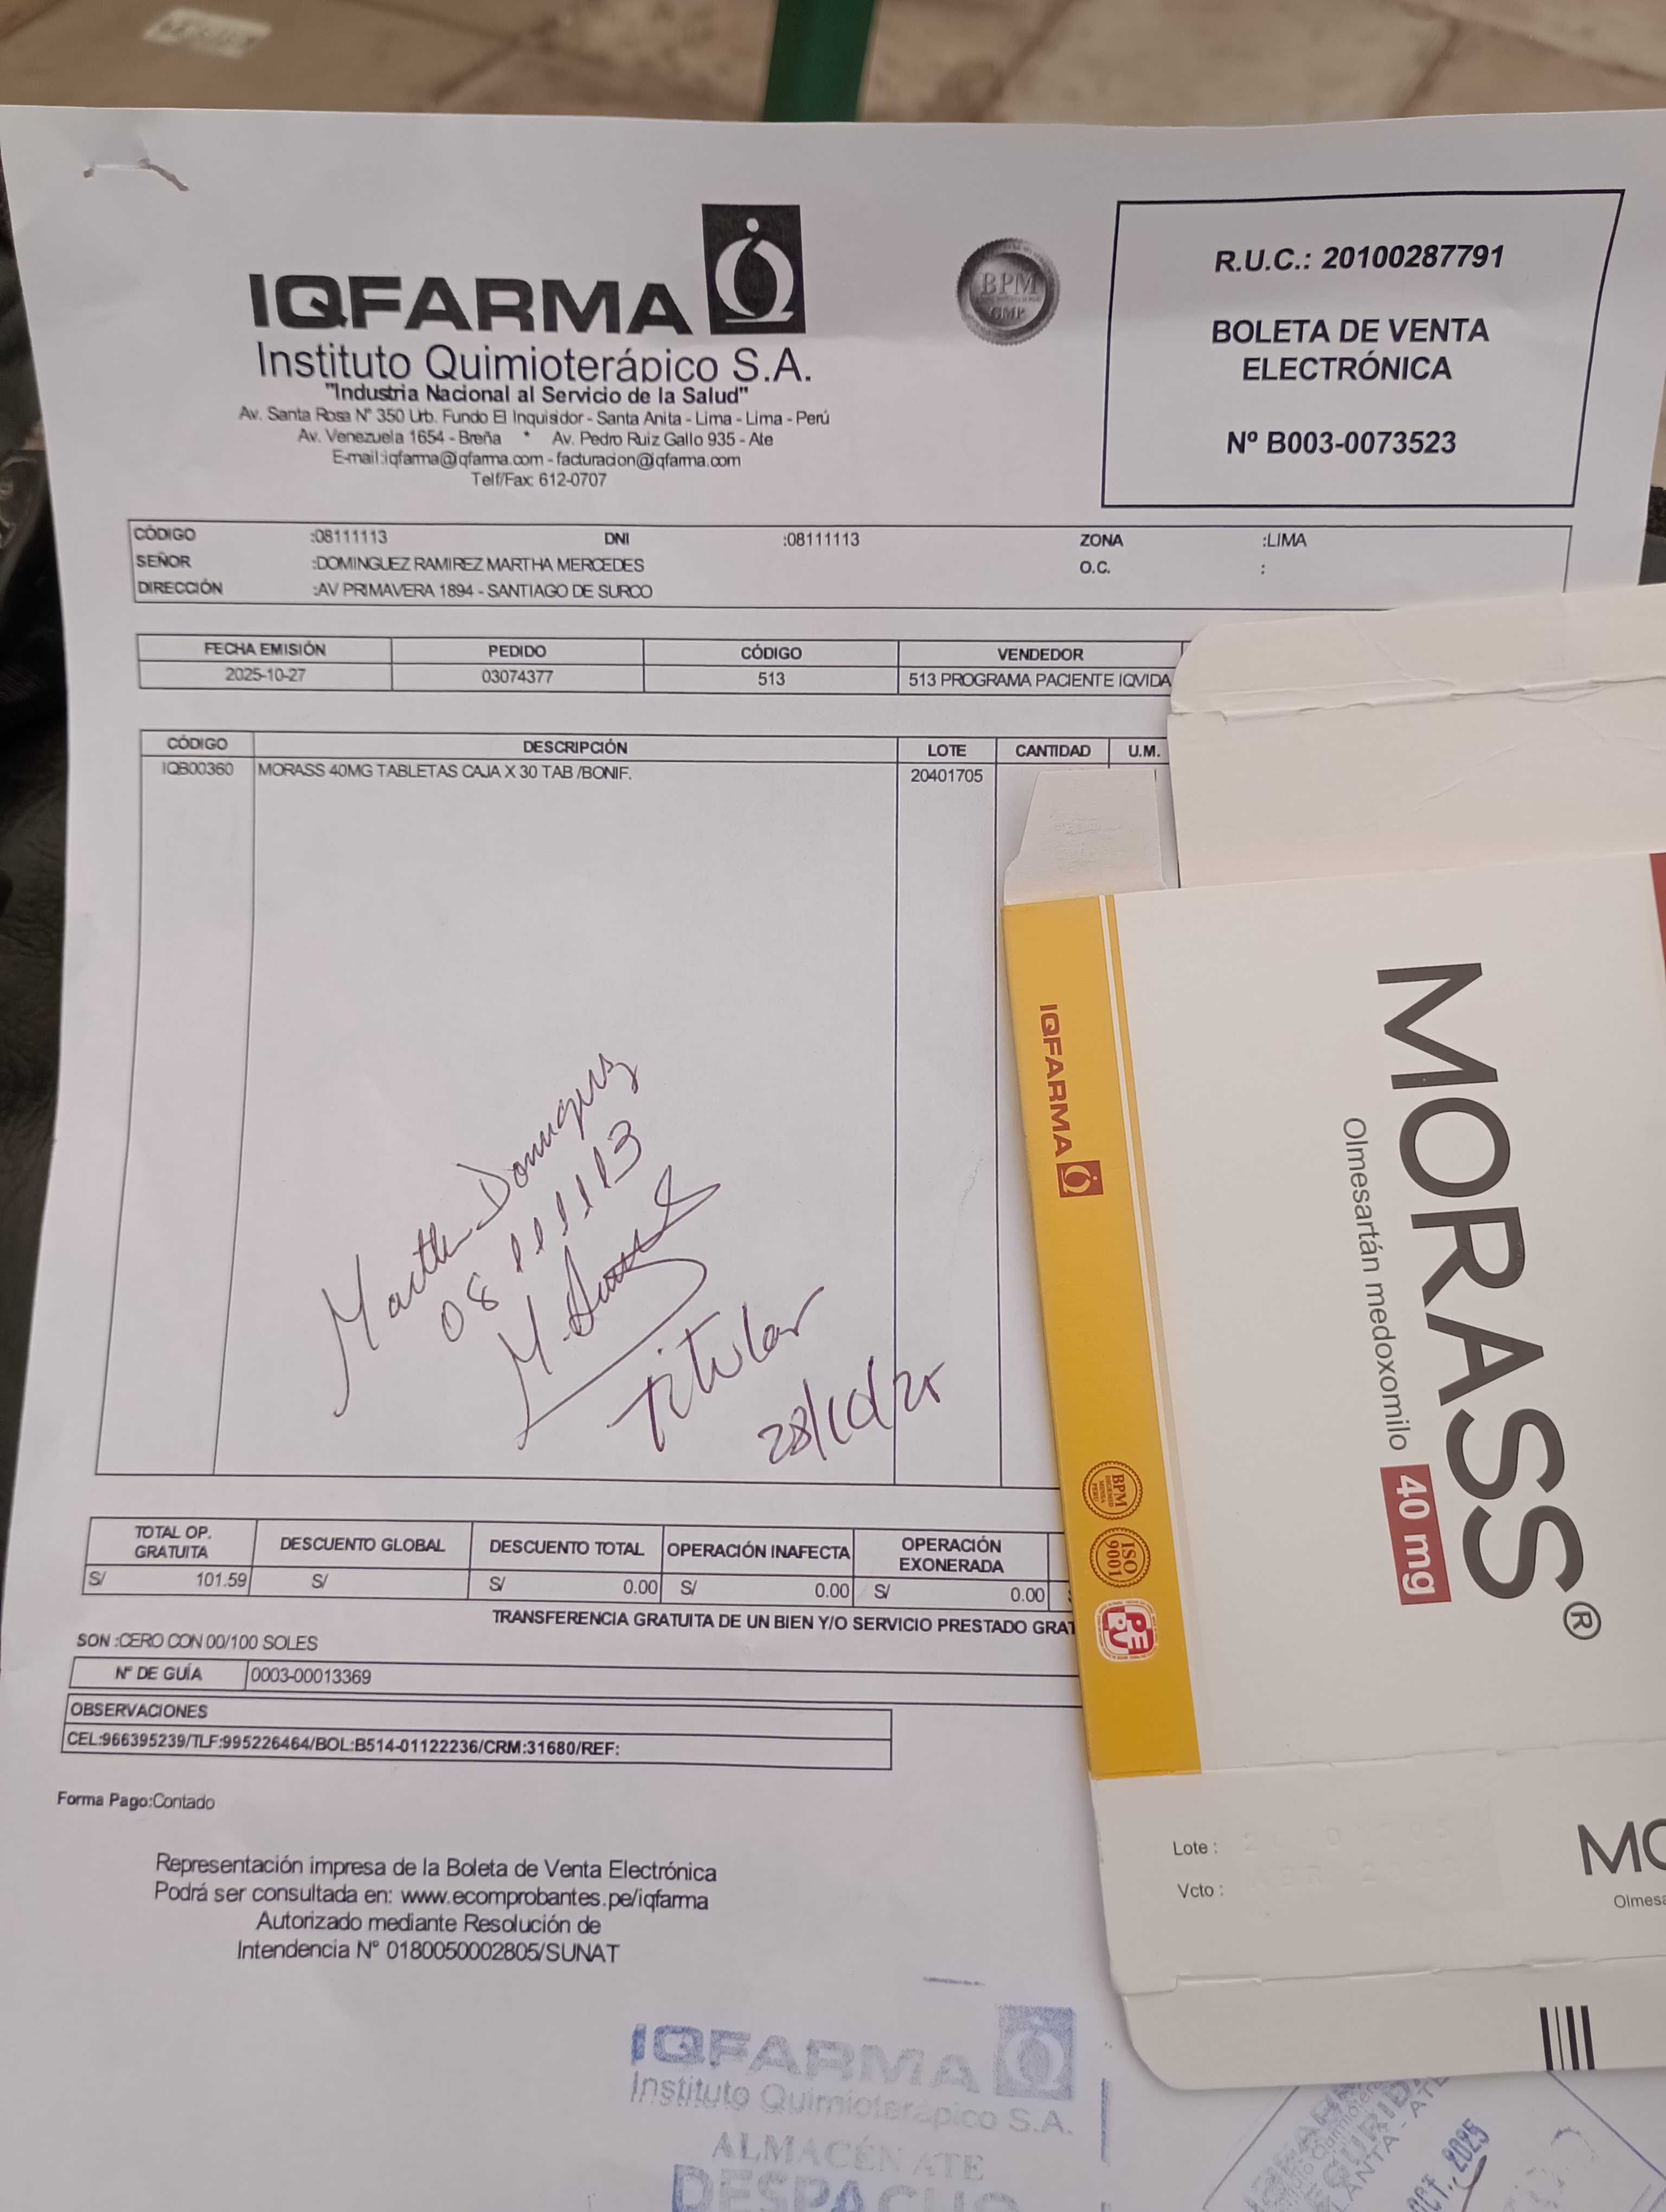 IQFARMA
Instituto Quimioterápico S.A.
"Industria Nacional al Servicio de la Salud"
Av. Santa Rosa N° 350 Urb. Fundo El Inquisidor - Santa Anita - Lima - Lima - Perú
Av. Venezuela 1654 - Breña * Av. Pedro Ruiz Gallo 935 - Ate
E-mail:iqfarma@iqfarma.com - facturacion@iqfarma.com
Telf/Fax: 612-0707
BPM
GMP
R.U.C.: 20100287791
BOLETA DE VENTA
ELECTRÓNICA
Nº B003-0073523
CÓDIGO :08111113 DNI :08111113 ZONA :LIMA
SEÑOR :DOMINGUEZ RAMIREZ MARTHA MERCEDES O.C. :
DIRECCIÓN :AV PRIMAVERA 1894 - SANTIAGO DE SURCO
FECHA EMISIÓN PEDIDO CÓDIGO VENDEDOR
2025-10-27 03074377 513 513 PROGRAMA PACIENTE IQVIDA
CÓDIGO DESCRIPCIÓN LOTE CANTIDAD U.M.
IQB00360 MORASS 40MG TABLETAS CAJA X 30 TAB /BONIF. 20401705
Martha Dominguez
08111113
Titular
28/10/25
TOTAL OP. GRATUITA DESCUENTO GLOBAL DESCUENTO TOTAL OPERACIÓN INAFECTA OPERACIÓN EXONERADA
S/ 101.59 S/ S/ 0.00 S/ 0.00 S/ 0.00
TRANSFERENCIA GRATUITA DE UN BIEN Y/O SERVICIO PRESTADO GRAT
SON :CERO CON 00/100 SOLES
Nº DE GUÍA 0003-00013369
OBSERVACIONES
CEL:966395239/TLF:995226464/BOL:B514-01122236/CRM:31680/REF:
Forma Pago:Contado
Representación impresa de la Boleta de Venta Electrónica
Podrá ser consultada en: www.ecomprobantes.pe/iqfarma
Autorizado mediante Resolución de
Intendencia N° 0180050002805/SUNAT
IQFARMA
Instituto Quimioterápico S.A.
ALMACÉN ATE
DESPACHO
OCT. 2025
IQFARMA
BPM
ISO
9001
PERU
MORASS®
Olmesartán medoxomilo 40 mg
Lote :
Vcto :
MO
Olmesa